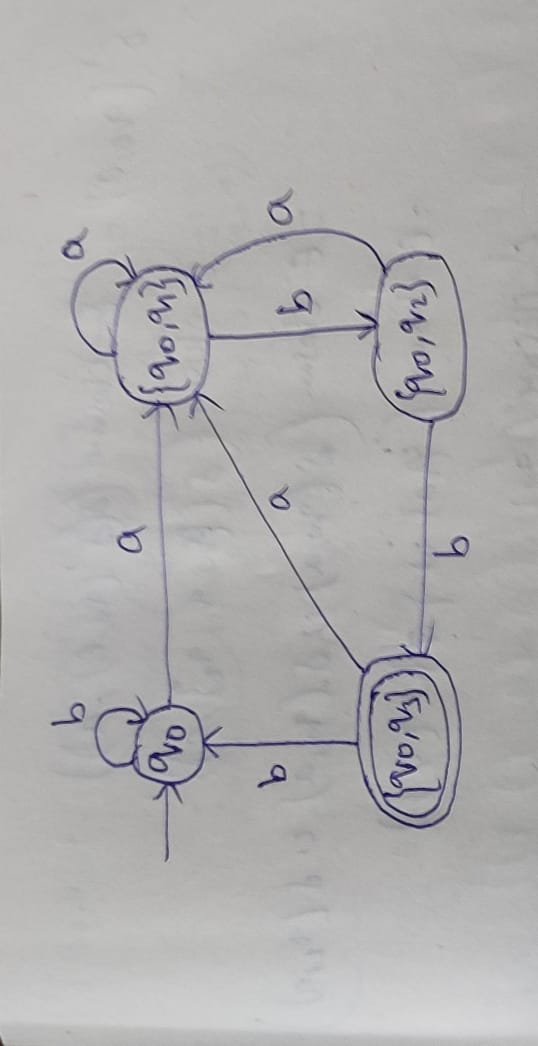 b a
a
q0 {q0,q1}
b a b a
{q0,q3} {q0,q2}
b